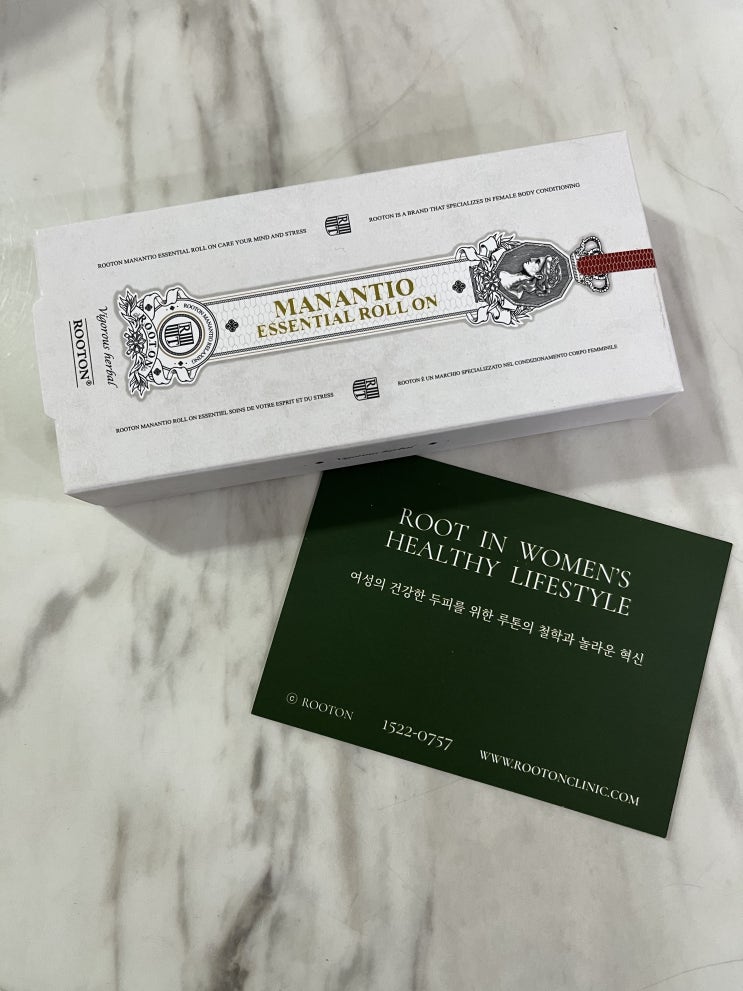 ROOTON MANANTIO ESSENTIAL ROLL ON CARE YOUR MIND AND STRESS
ROOTON IS A BRAND THAT SPECIALIZES IN FEMALE BODY CONDITIONING
MANANTIO
ESSENTIAL ROLL ON
ROOTON
ROOTON MANANTIO RELAXING
Vigorous herbal
ROOTON®
ROOTON MANANTIO ROLL ON ESSENTIEL SOINS DE VOTRE ESPRIT ET DU STRESS
ROOTON È UN MARCHIO SPECIALIZZATO NEL CONDIZIONAMENTO CORPO FEMMINILE
ROOT IN WOMEN'S
HEALTHY LIFESTYLE
여성의 건강한 두피를 위한 루톤의 철학과 놀라운 혁신
ⓒ ROOTON
1522-0757
WWW.ROOTONCLINIC.COM